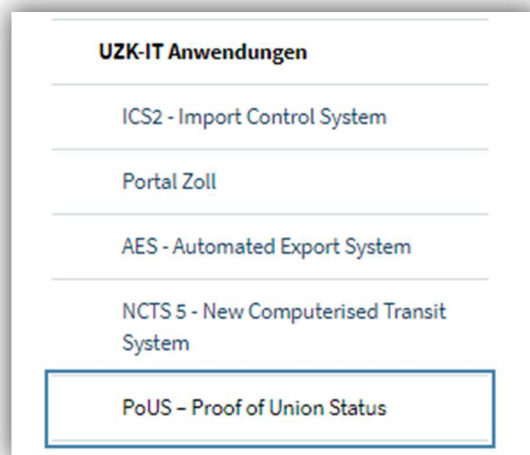 UZK-IT Anwendungen
ICS2 - Import Control System
Portal Zoll
AES - Automated Export System
NCTS 5 - New Computerised Transit
System
PoUS – Proof of Union Status